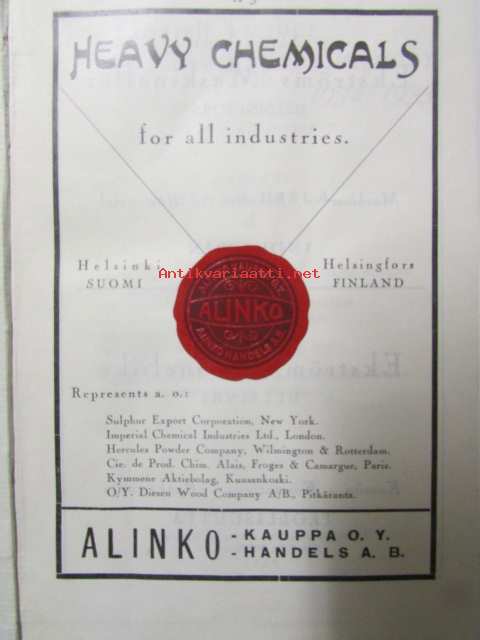 HEAVY CHEMICALS
for all industries.
Helsinki
SUOMI
Helsingfors
FINLAND
Antikvariaatti.net
ALINKO
ALINKO HANDELS A.B.
Represents a. o.:
Sulphur Export Corporation, New York.
Imperial Chemical Industries Ltd., London.
Hercules Powder Company, Wilmington & Rotterdam.
Cie. de Prod. Chim. Alais, Froges & Camargue, Paris.
Kymmene Aktiebolag, Kuusankoski.
O/Y. Diesen Wood Company A/B., Pitkäranta.
ALINKO - KAUPPA O. Y.
- HANDELS A. B.